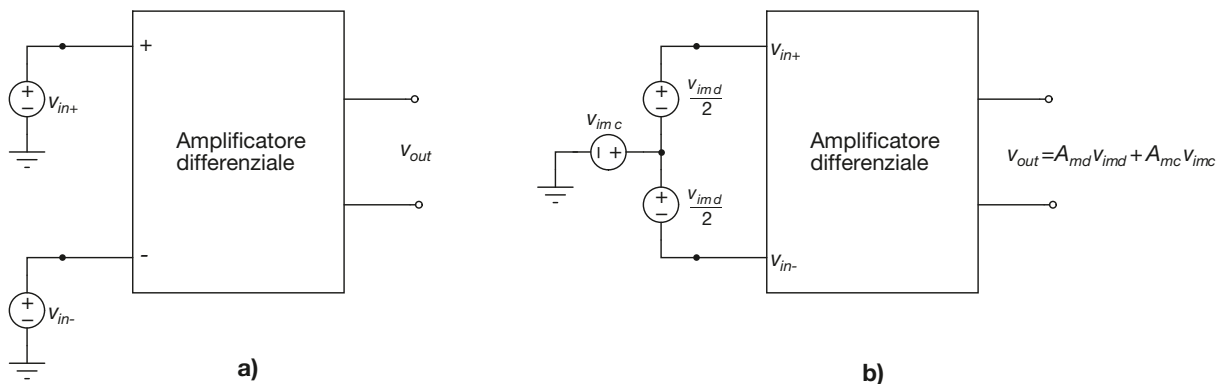 +
v_in+
Amplificatore
differenziale
v_out
-
v_in-
a)
v_in+
v_imd
2
v_imc
Amplificatore
differenziale
v_out=A_md v_imd + A_mc v_imc
v_imd
2
v_in-
b)